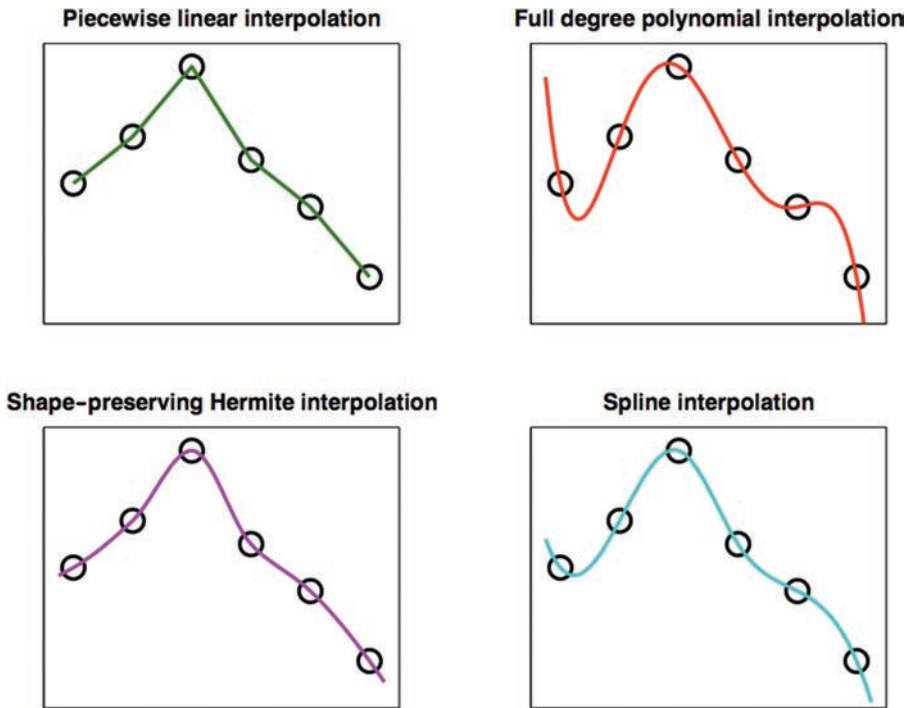 Piecewise linear interpolation
Full degree polynomial interpolation
Shape-preserving Hermite interpolation
Spline interpolation